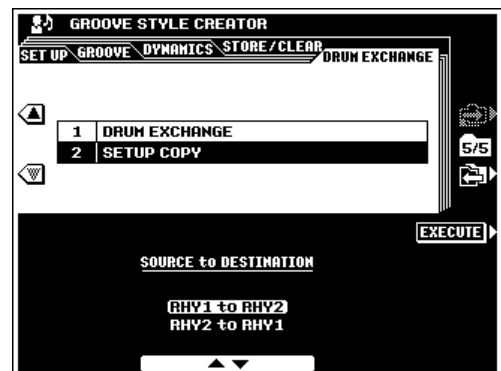 GROOVE STYLE CREATOR
SET UP GROOVE DYNAMICS STORE/CLEAR DRUM EXCHANGE
1 DRUM EXCHANGE
2 SETUP COPY
5/5
EXECUTE
SOURCE to DESTINATION
RHY1 to RHY2
RHY2 to RHY1